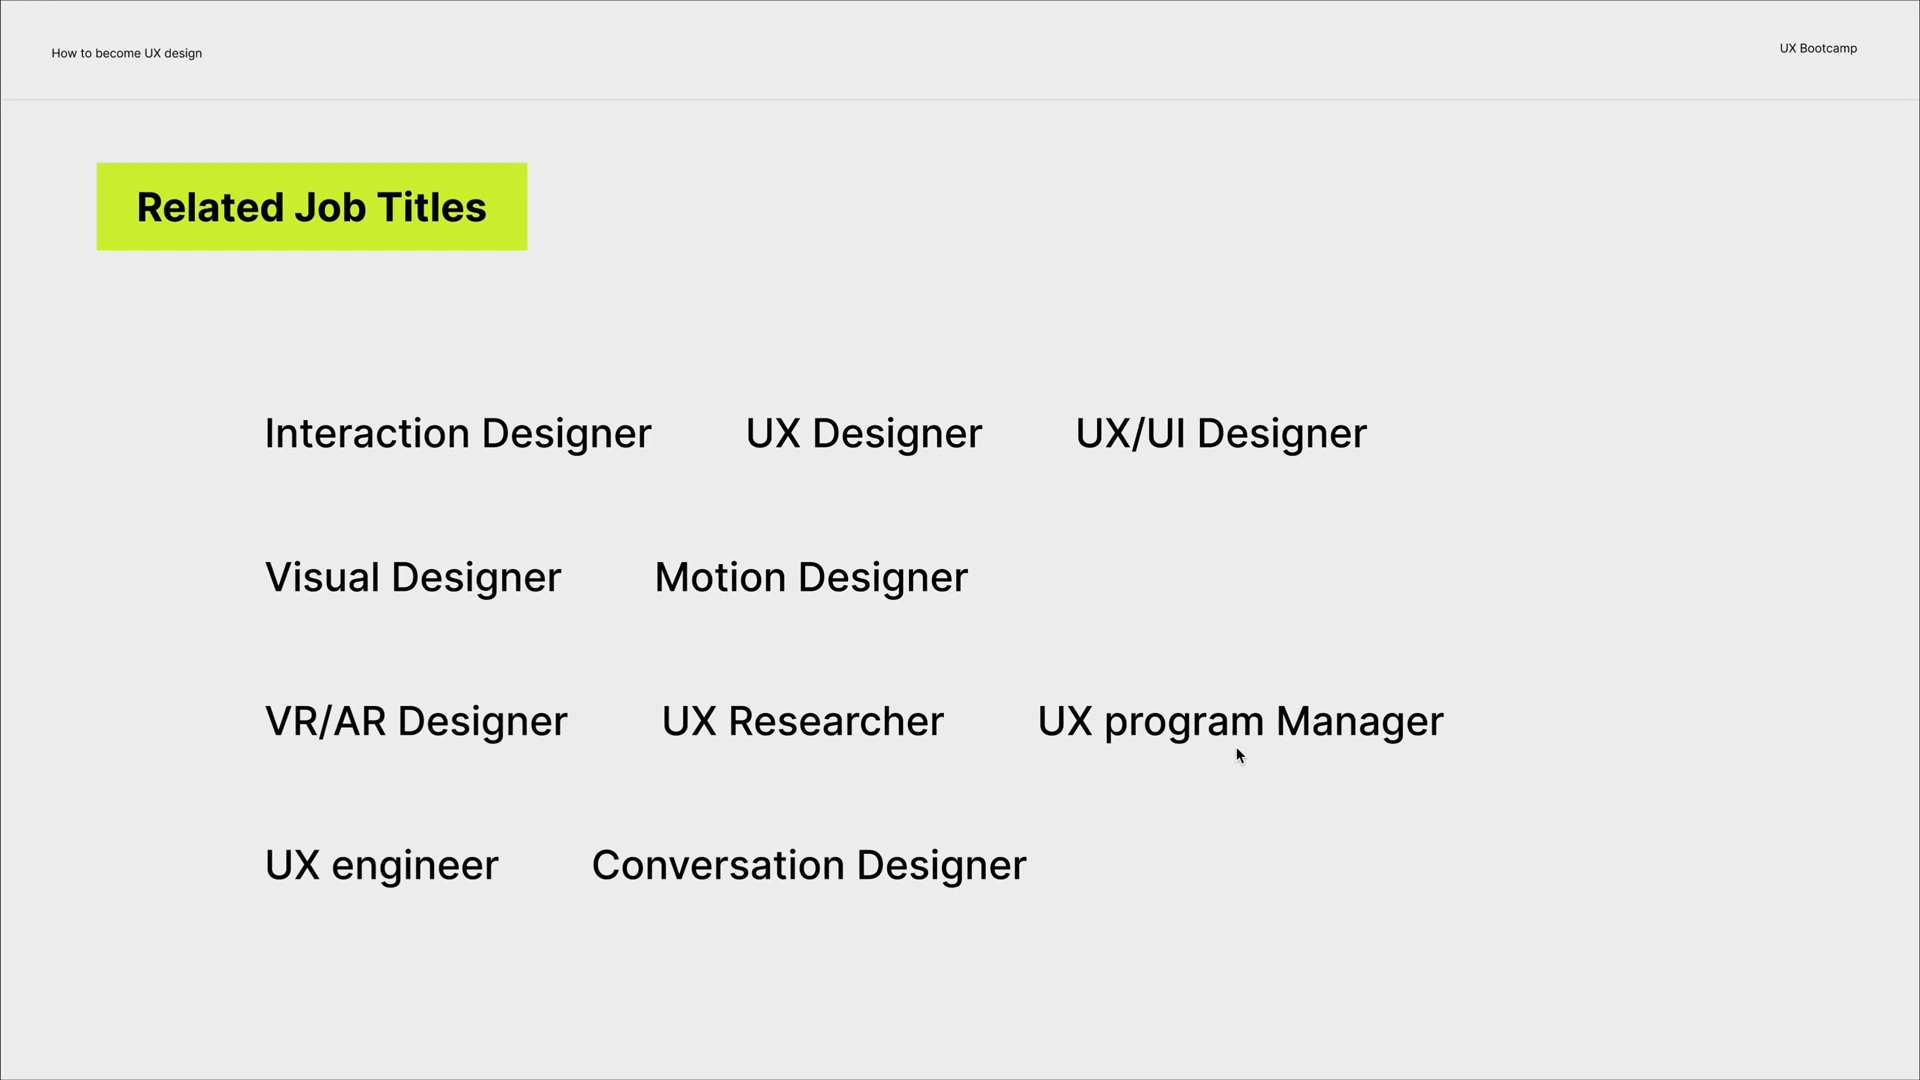 How to become UX design
UX Bootcamp
Related Job Titles
Interaction Designer UX Designer UX/UI Designer
Visual Designer Motion Designer
VR/AR Designer UX Researcher UX program Manager
UX engineer Conversation Designer